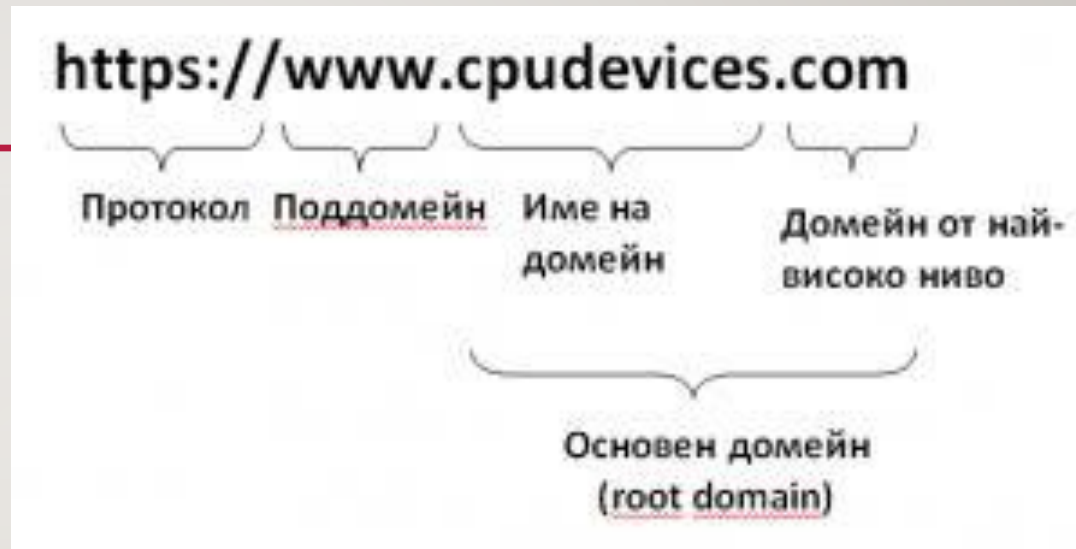 https://www.cpudevices.com
Протокол Поддомейн Име на
домейн
Домейн от най-
високо ниво
Основен домейн
(root domain)